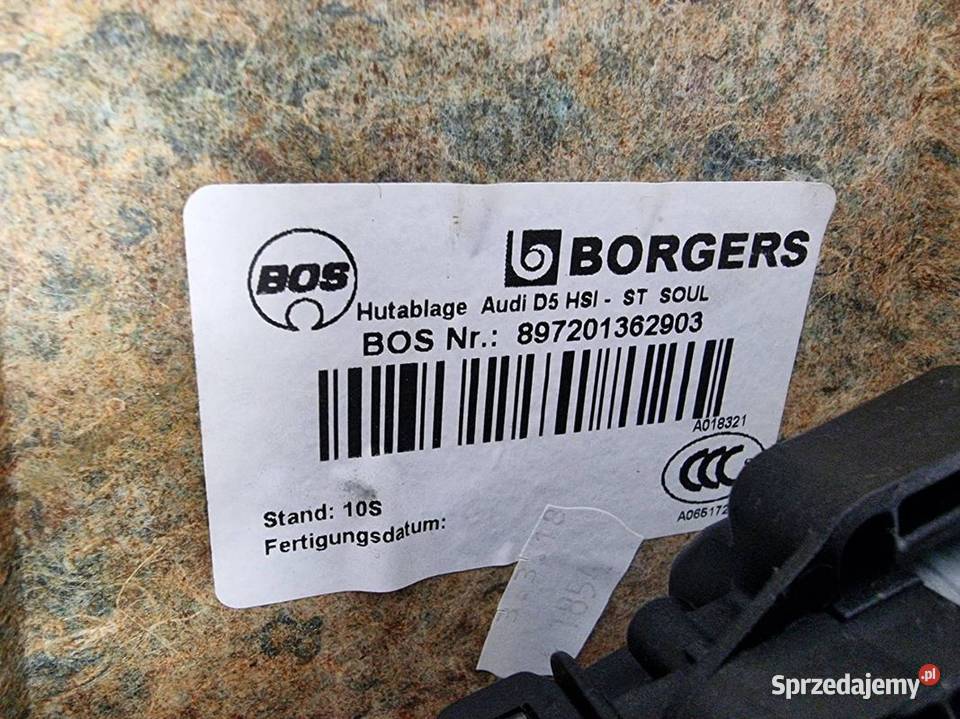 BOS
BORGERS
Hutablage Audi D5 HSI - ST SOUL
BOS Nr.: 897201362903
A018321
CCC
Stand: 10S
Fertigungsdatum:
Sprzedajemy.pl